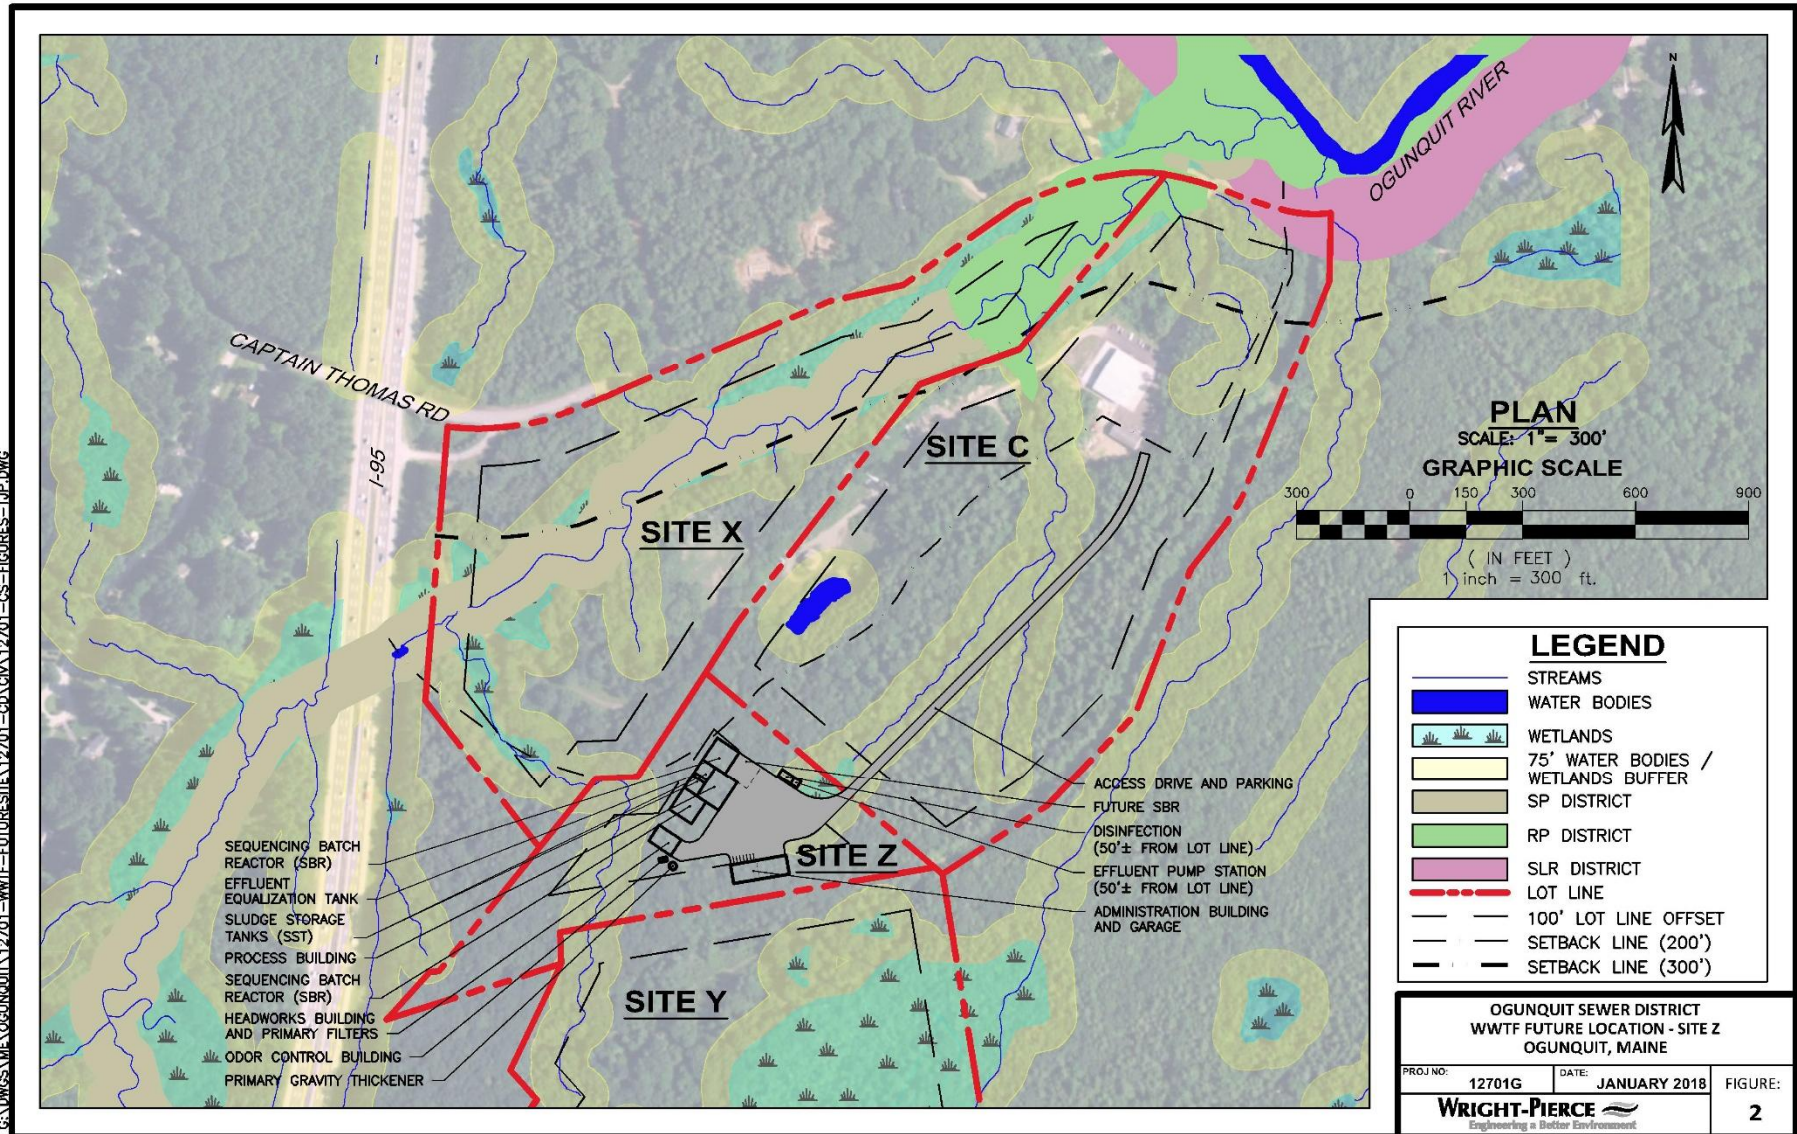 N
OGUNQUIT RIVER
CAPTAIN THOMAS RD
I-95
SITE C
SITE X
SITE Z
SITE Y
PLAN
SCALE: 1"= 300'
GRAPHIC SCALE
300 0 150 300 600 900
( IN FEET )
1 inch = 300 ft.
SEQUENCING BATCH
REACTOR (SBR)
EFFLUENT
EQUALIZATION TANK
SLUDGE STORAGE
TANKS (SST)
PROCESS BUILDING
SEQUENCING BATCH
REACTOR (SBR)
HEADWORKS BUILDING
AND PRIMARY FILTERS
ODOR CONTROL BUILDING
PRIMARY GRAVITY THICKENER
ACCESS DRIVE AND PARKING
FUTURE SBR
DISINFECTION
(50'± FROM LOT LINE)
EFFLUENT PUMP STATION
(50'± FROM LOT LINE)
ADMINISTRATION BUILDING
AND GARAGE
LEGEND
STREAMS
WATER BODIES
WETLANDS
75' WATER BODIES /
WETLANDS BUFFER
SP DISTRICT
RP DISTRICT
SLR DISTRICT
LOT LINE
100' LOT LINE OFFSET
SETBACK LINE (200')
SETBACK LINE (300')
OGUNQUIT SEWER DISTRICT
WWTF FUTURE LOCATION - SITE Z
OGUNQUIT, MAINE
PROJ NO: 12701G
DATE: JANUARY 2018
FIGURE:
2
WRIGHT-PIERCE
Engineering a Better Environment